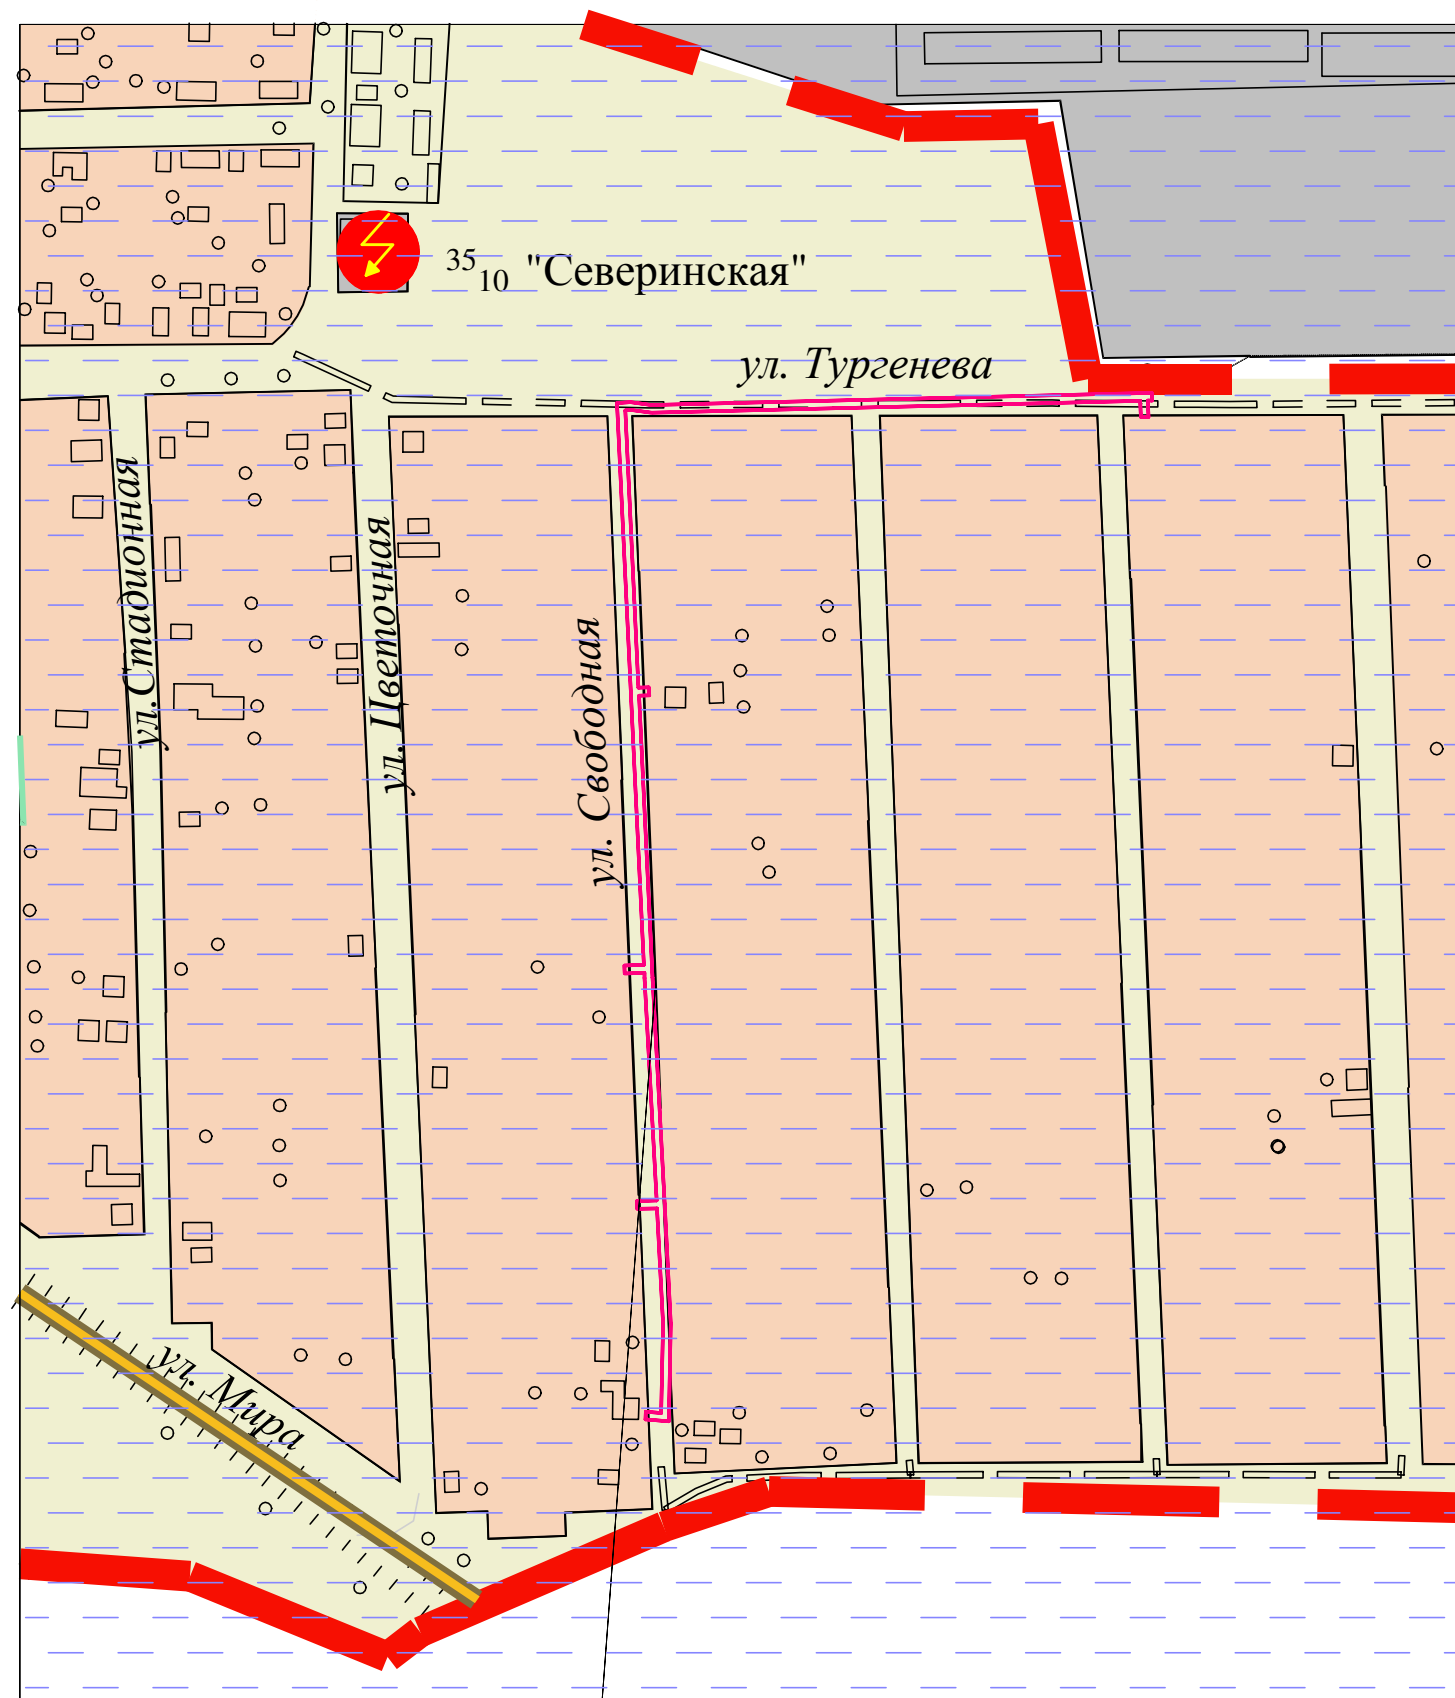 35 10 "Северинская"
ул. Тургенева
ул.Стадионная
ул. Цветочная
ул. Свободная
ул. Мира